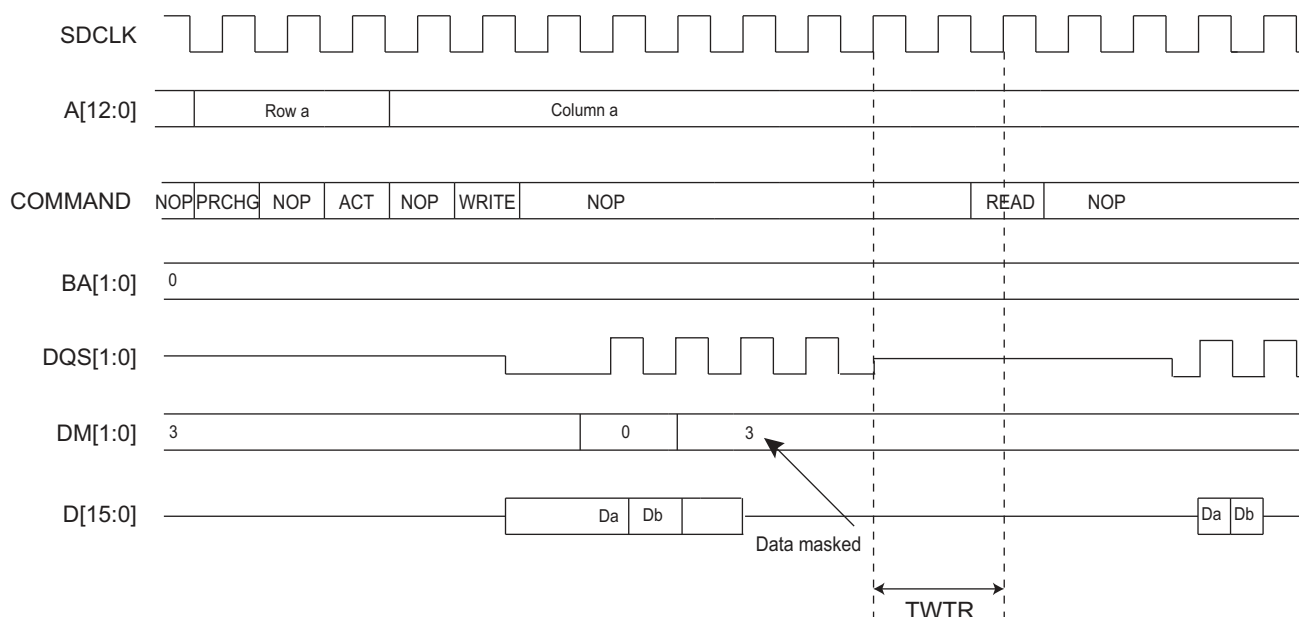 SDCLK
A[12:0] Row a Column a
COMMAND NOP PRCHG NOP ACT NOP WRITE NOP READ NOP
BA[1:0] 0
DQS[1:0]
DM[1:0] 3 0 3
D[15:0] Da Db Da Db
Data masked
TWTR